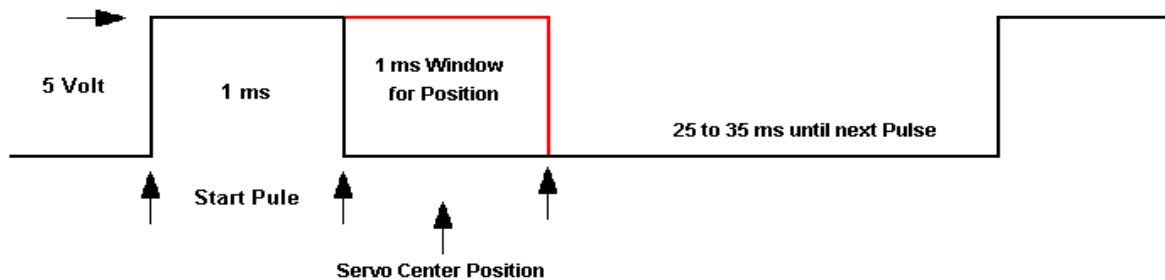 5 Volt
1 ms
1 ms Window
for Position
25 to 35 ms until next Pulse
Start Pule
Servo Center Position